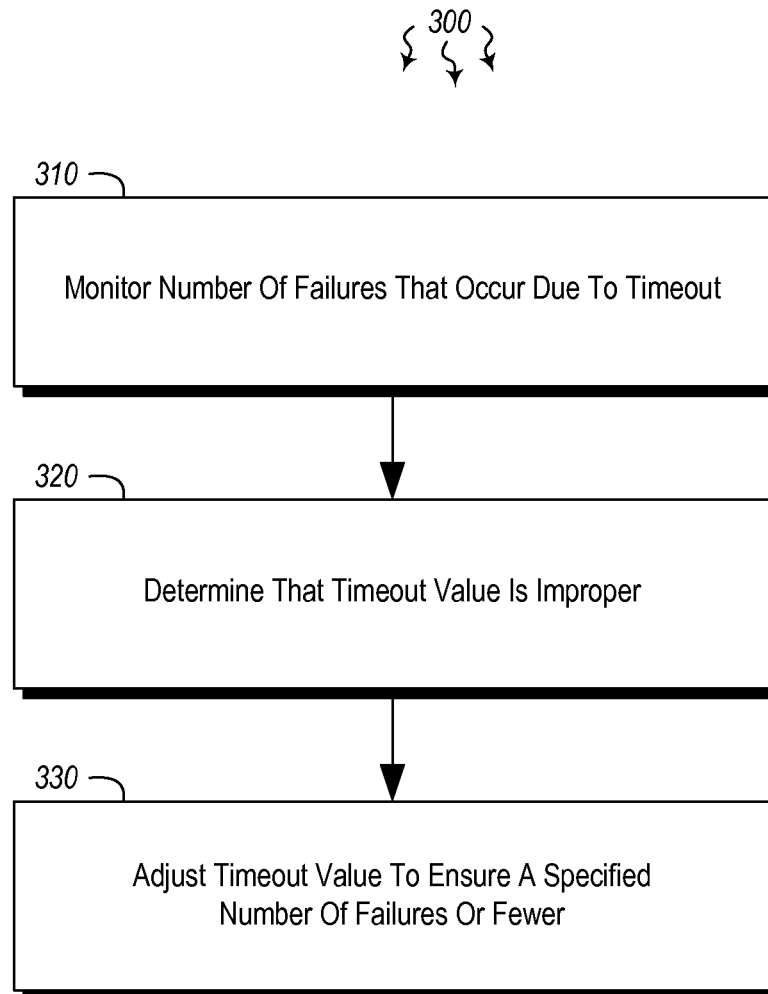 300
310
Monitor Number Of Failures That Occur Due To Timeout
320
Determine That Timeout Value Is Improper
330
Adjust Timeout Value To Ensure A Specified
Number Of Failures Or Fewer